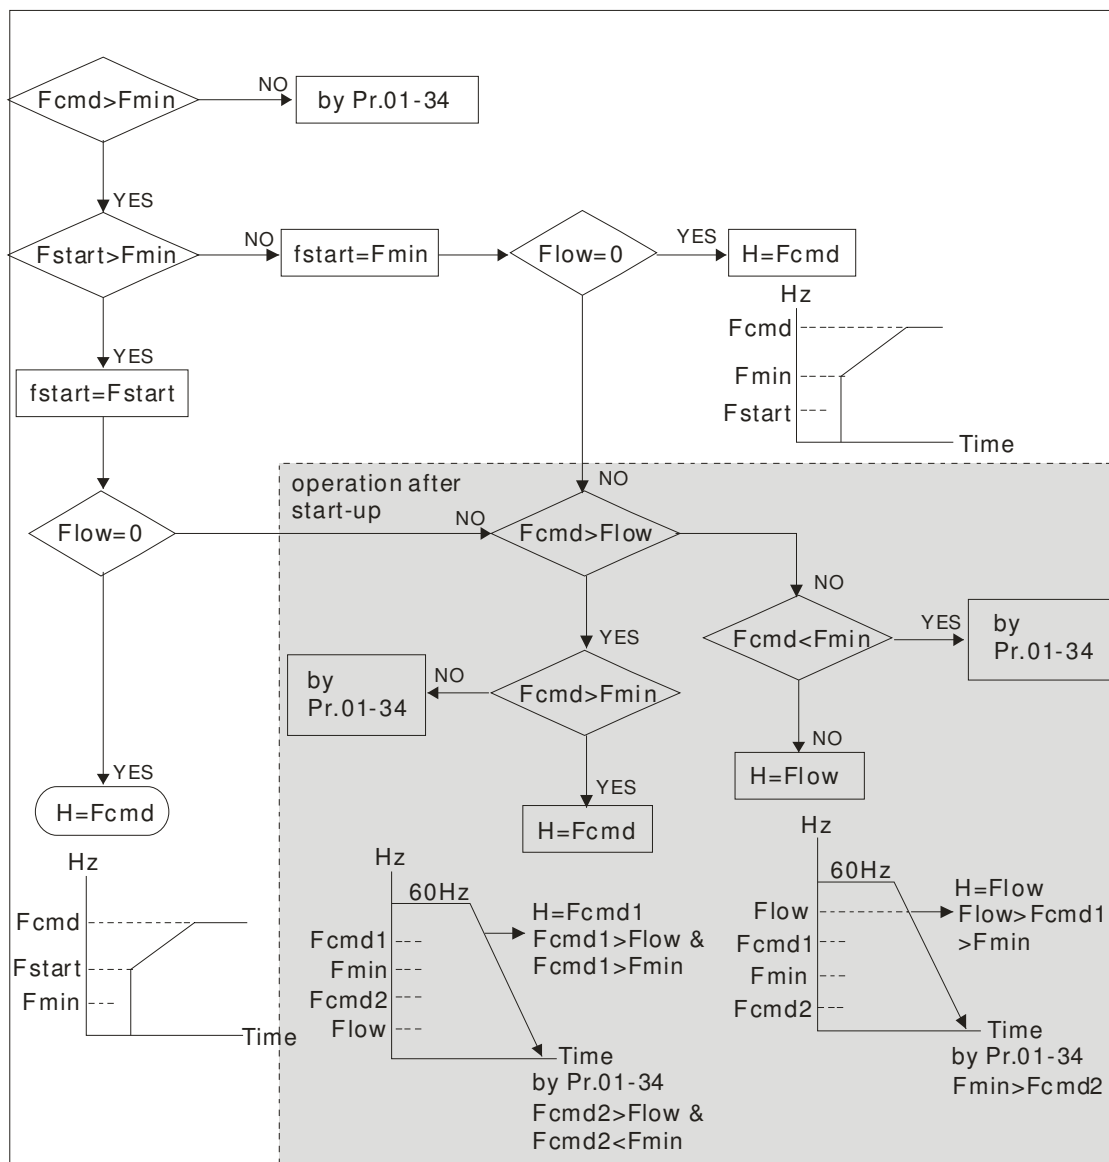 Fcmd>Fmin
NO
by Pr.01-34
YES
Fstart>Fmin
NO
fstart=Fmin
Flow=0
YES
H=Fcmd
Hz
Fcmd
Fmin
Fstart
Time
YES
fstart=Fstart
NO
operation after
start-up
Flow=0
NO
Fcmd>Flow
NO
YES
Fcmd<Fmin
YES
by
Pr.01-34
by
Pr.01-34
NO
Fcmd>Fmin
NO
H=Flow
YES
H=Fcmd
YES
H=Fcmd
Hz
Fcmd
Fstart
Fmin
Time
Hz
60Hz
Fcmd1
Fmin
Fcmd2
Flow
H=Fcmd1
Fcmd1>Flow &
Fcmd1>Fmin
Time
by Pr.01-34
Fcmd2>Flow &
Fcmd2<Fmin
Hz
60Hz
Flow
Fcmd1
Fmin
Fcmd2
H=Flow
Flow>Fcmd1
>Fmin
Time
by Pr.01-34
Fmin>Fcmd2